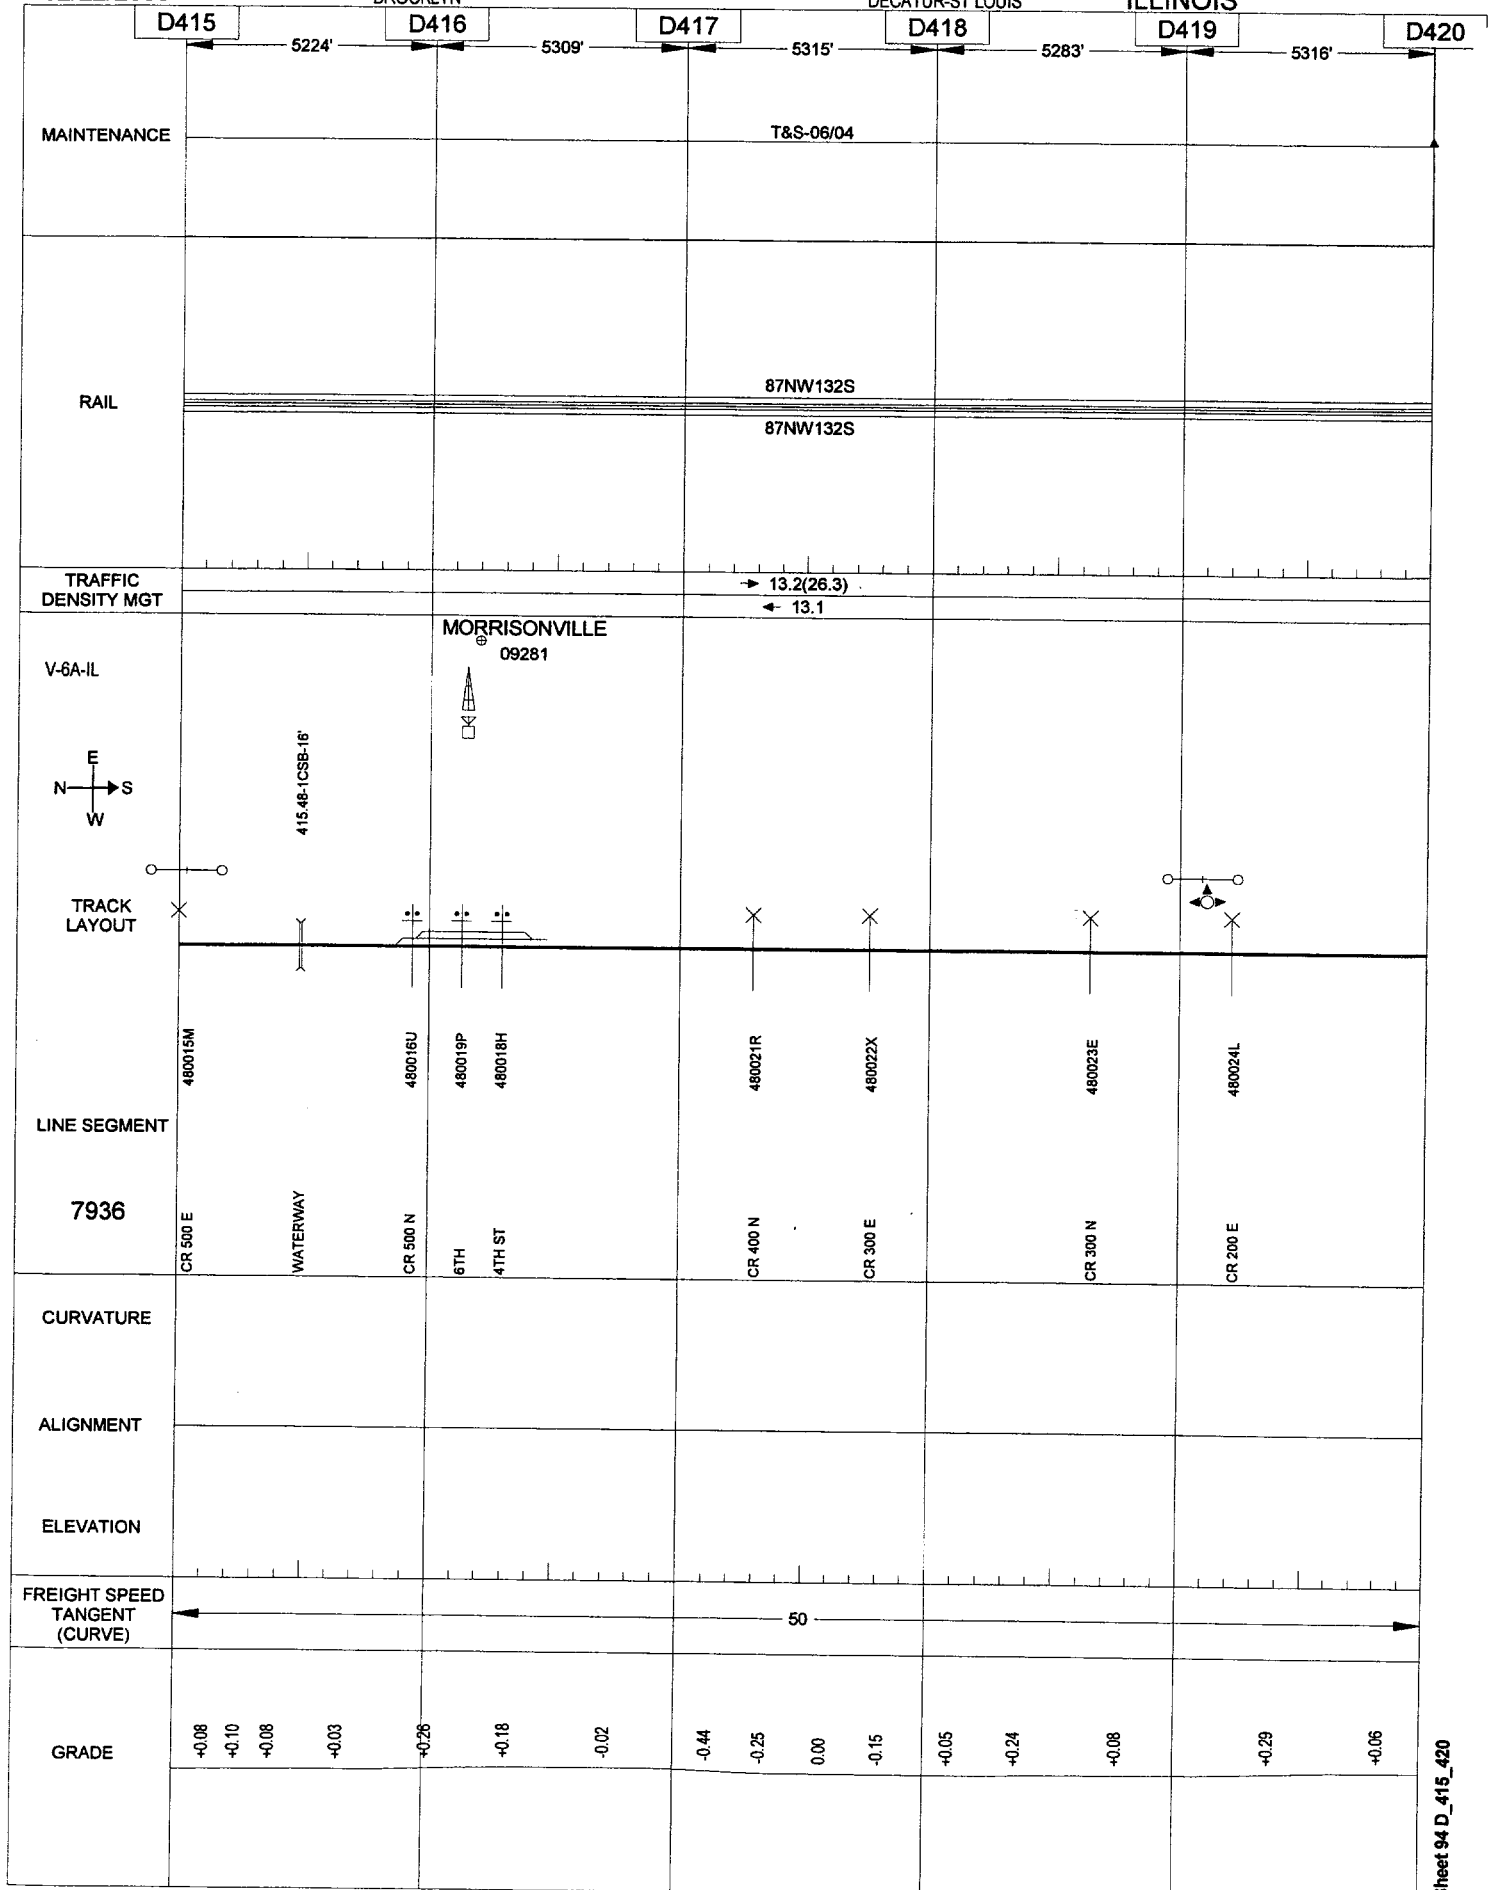 BROOKLYN
DECATUR-ST LOUIS
ILLINOIS
D415
D416
D417
D418
D419
D420
5224'
5309'
5315'
5283'
5316'
MAINTENANCE
T&S-06/04
RAIL
87NW132S
87NW132S
TRAFFIC
DENSITY MGT
13.2(26.3)
13.1
MORRISONVILLE
09281
V-6A-IL
E
N
S
W
415.48-1CSB-16'
TRACK
LAYOUT
480015M
480016U
480019P
480018H
480021R
480022X
480023E
480024L
LINE SEGMENT
7936
CR 500 E
WATERWAY
CR 500 N
6TH
4TH ST
CR 400 N
CR 300 E
CR 300 N
CR 200 E
CURVATURE
ALIGNMENT
ELEVATION
FREIGHT SPEED
TANGENT
(CURVE)
50
GRADE
+0.08
+0.10
+0.08
+0.03
+0.26
+0.18
-0.02
-0.44
-0.25
0.00
-0.15
+0.05
+0.24
+0.08
+0.29
+0.06
heet 94 D_415_420